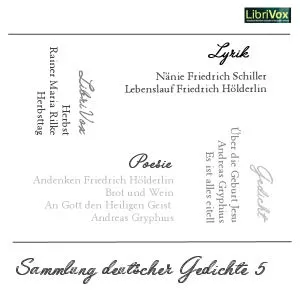 LibriVox
Lyrik
Nänie Friedrich Schiller
Lebenslauf Friedrich Hölderlin
LibriVox
Herbst
Rainer Maria Rilke
Herbsttag
Poesie
Andenken Friedrich Hölderlin
Brot und Wein
An Gott den Heiligen Geist
Andreas Gryphius
Gedicht
Über die Geburt Jesu
Andreas Gryphius
Es ist alles eitell
Sammlung deutscher Gedichte 5